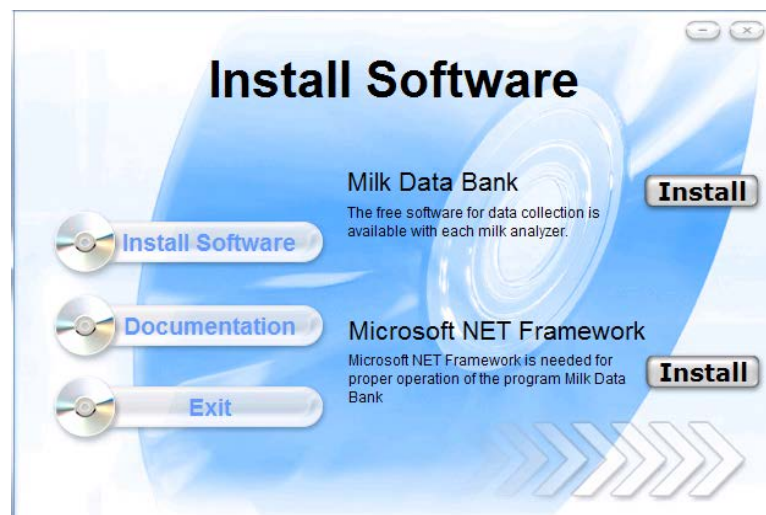 Install Software
Milk Data Bank
Install
The free software for data collection is
available with each milk analyzer.
Install Software
Documentation
Microsoft NET Framework
Microsoft NET Framework is needed for
proper operation of the program Milk Data
Bank
Install
Exit